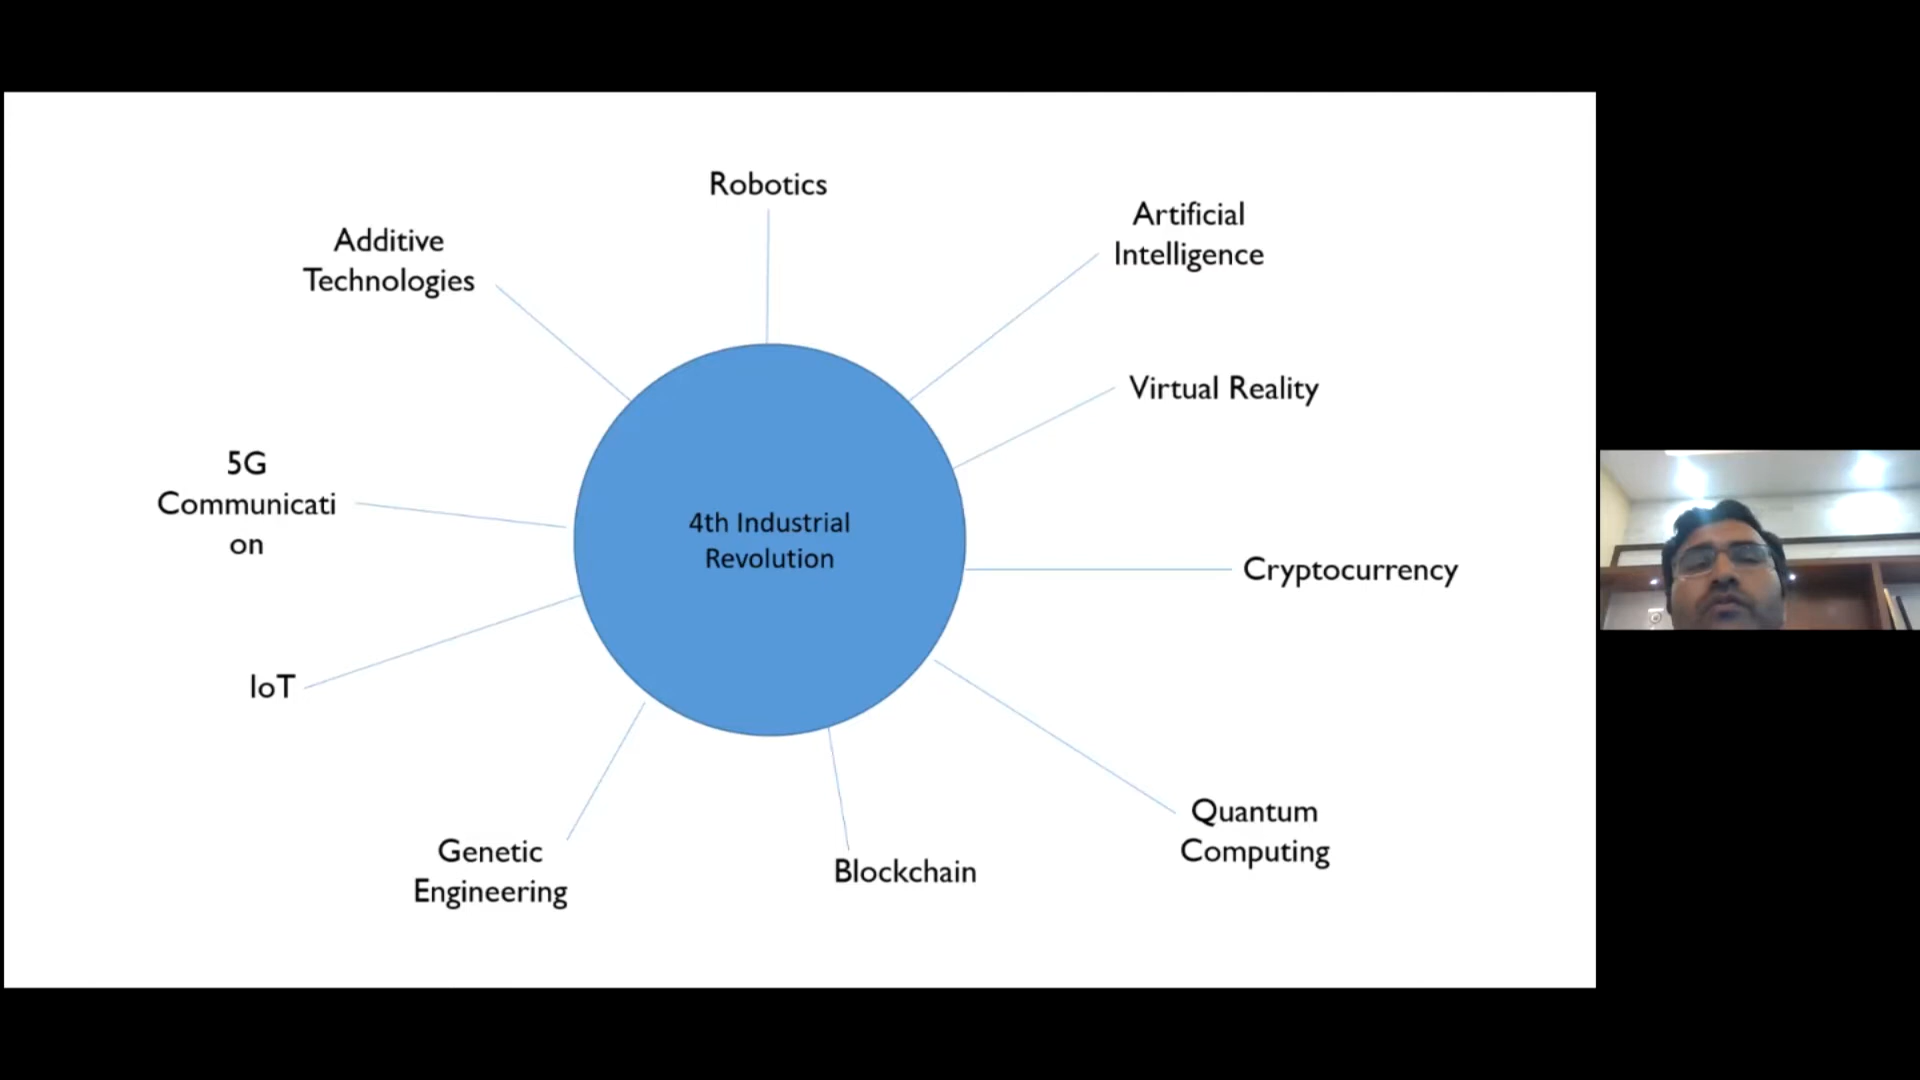 Robotics
Artificial
Intelligence
Additive
Technologies
Virtual Reality
5G
Communicati
on
4th Industrial
Revolution
Cryptocurrency
IoT
Quantum
Computing
Genetic
Engineering
Blockchain